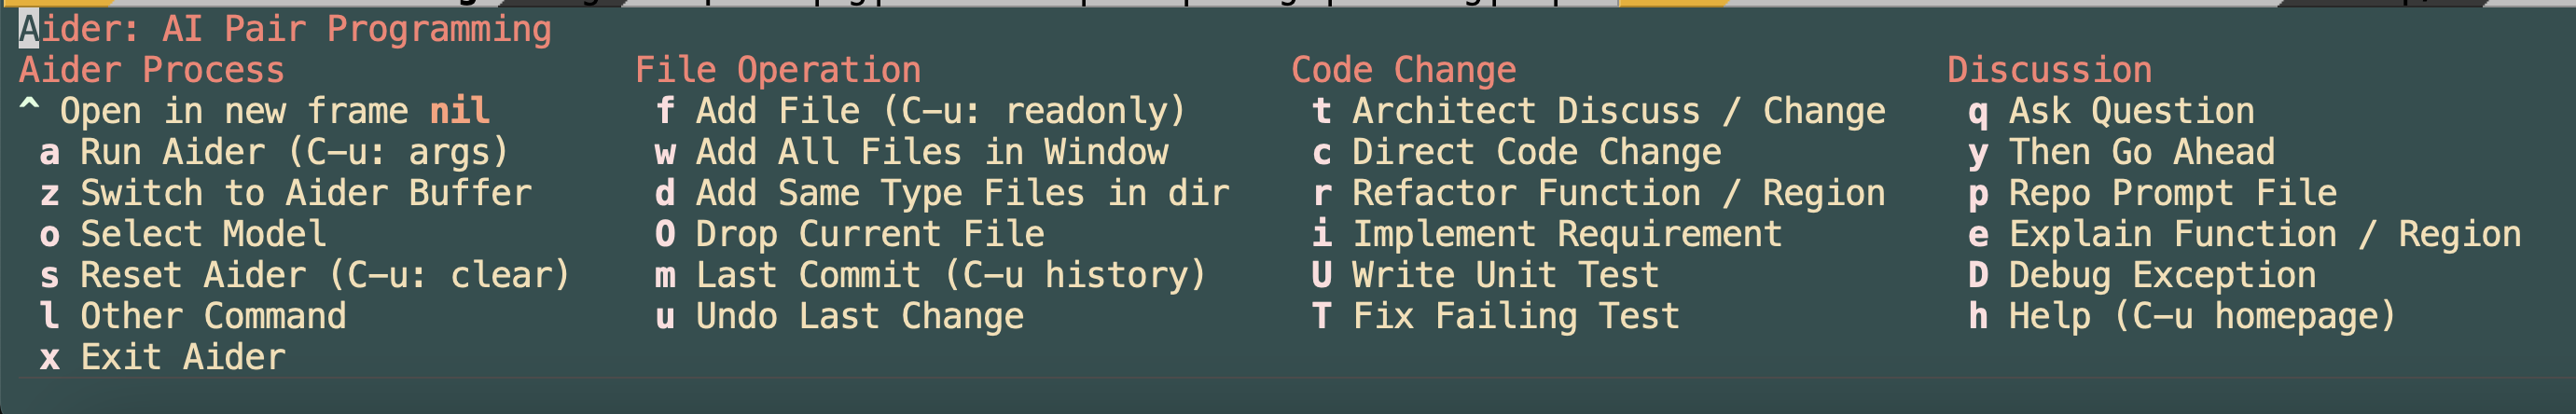 Aider: AI Pair Programming
Aider Process File Operation Code Change Discussion
^ Open in new frame nil f Add File (C-u: readonly) t Architect Discuss / Change q Ask Question
a Run Aider (C-u: args) w Add All Files in Window c Direct Code Change y Then Go Ahead
z Switch to Aider Buffer d Add Same Type Files in dir r Refactor Function / Region p Repo Prompt File
o Select Model O Drop Current File i Implement Requirement e Explain Function / Region
s Reset Aider (C-u: clear) m Last Commit (C-u history) U Write Unit Test D Debug Exception
l Other Command u Undo Last Change T Fix Failing Test h Help (C-u homepage)
x Exit Aider